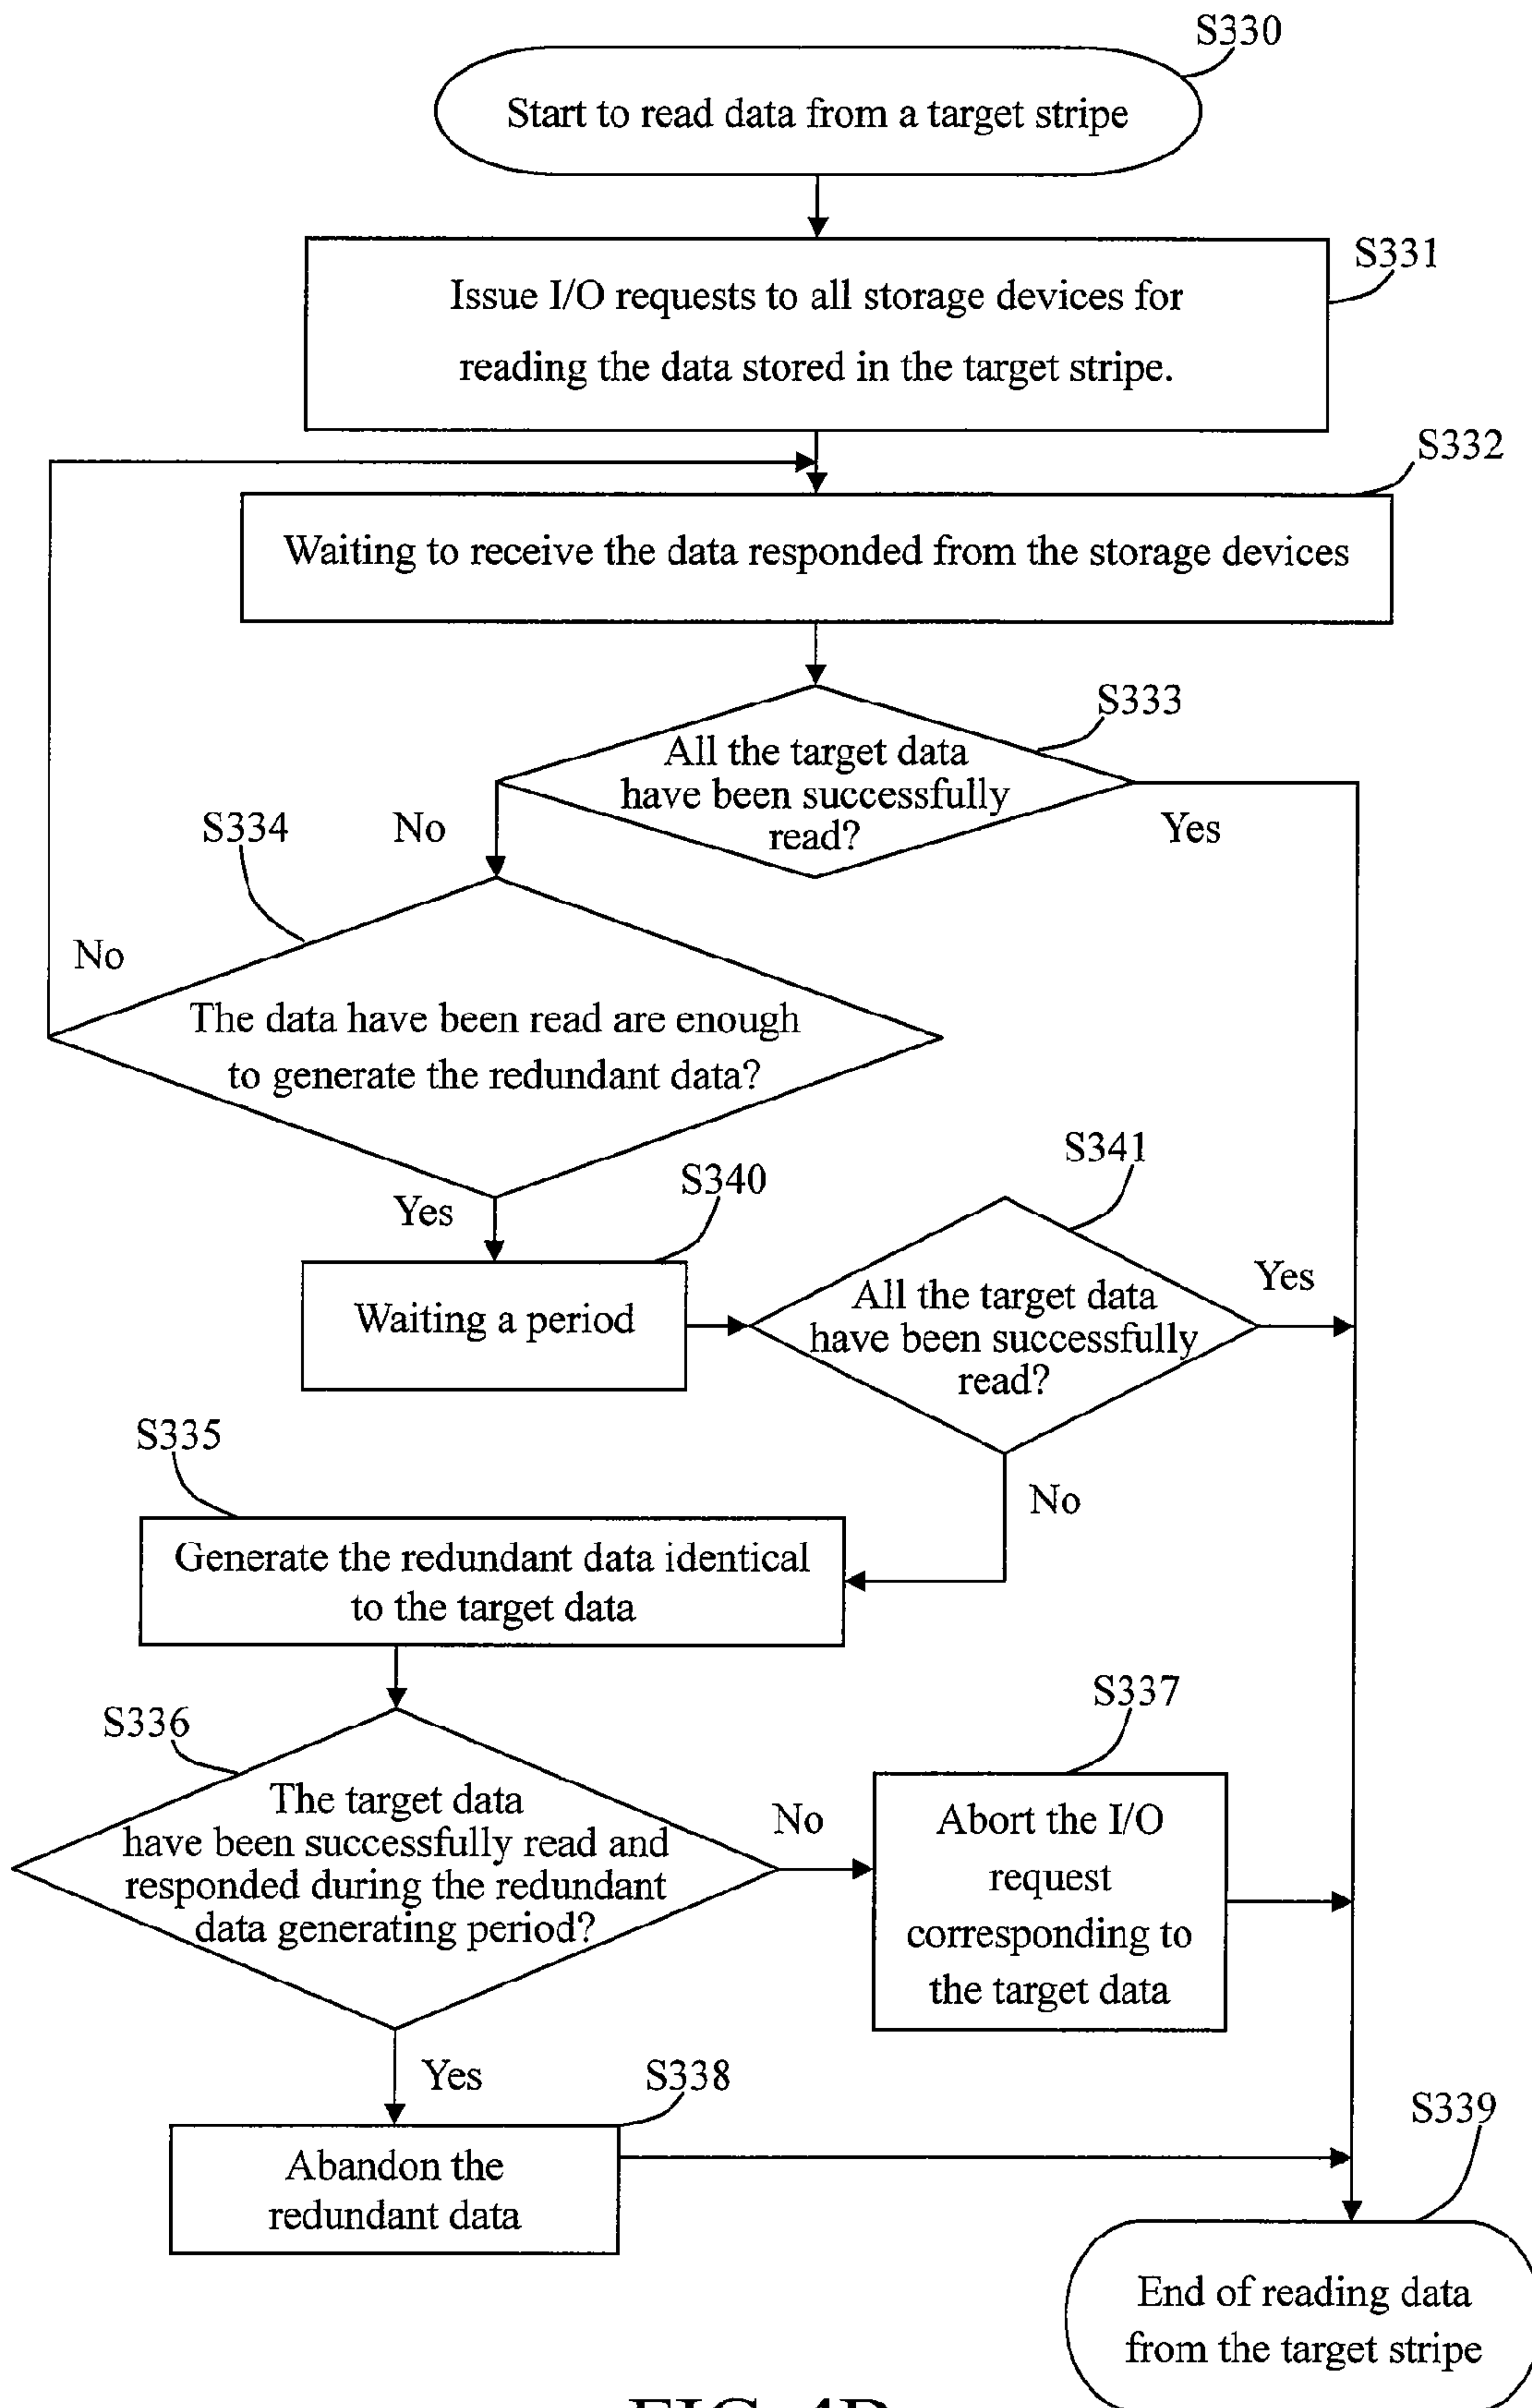 S330
Start to read data from a target stripe
S331
Issue I/O requests to all storage devices for
reading the data stored in the target stripe.
S332
Waiting to receive the data responded from the storage devices
S333
All the target data
have been successfully
read?
S334
No
Yes
No
The data have been read are enough
to generate the redundant data?
S341
S340
Yes
Yes
Waiting a period
All the target data
have been successfully
read?
S335
No
Generate the redundant data identical
to the target data
S337
S336
The target data
have been successfully read and
responded during the redundant
data generating period?
No
Abort the I/O
request
corresponding to
the target data
Yes
S338
S339
Abandon the
redundant data
End of reading data
from the target stripe